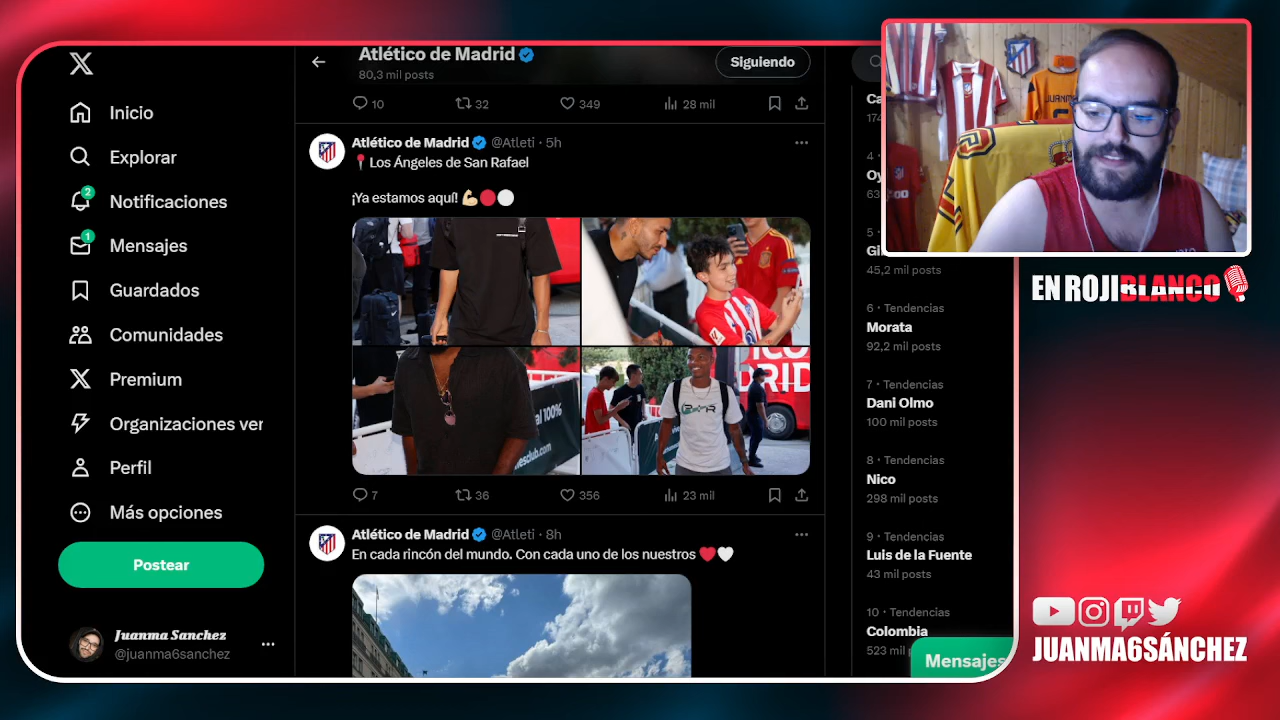 Inicio
Explorar
2
Notificaciones
1
Mensajes
Guardados
Comunidades
Premium
Organizaciones ver
Perfil
Más opciones
Postear
Juanma Sanchez
@juanma6sanchez
Atlético de Madrid
80,3 mil posts
Siguiendo
10 32 349 28 mil
Atlético de Madrid @Atleti · 5h
Los Ángeles de San Rafael
¡Ya estamos aquí!
7 36 356 23 mil
Atlético de Madrid @Atleti · 8h
En cada rincón del mundo. Con cada uno de los nuestros
Ca
174
4 ·
Oy
63
5 ·
45,2 mil posts
6 · Tendencias
Morata
92,2 mil posts
7 · Tendencias
Dani Olmo
100 mil posts
8 · Tendencias
Nico
298 mil posts
9 · Tendencias
Luis de la Fuente
43 mil posts
10 · Tendencias
Colombia
523 mil
Mensajes
JUANM
EN ROJIBLANCO
JUANMA6SÁNCHEZ